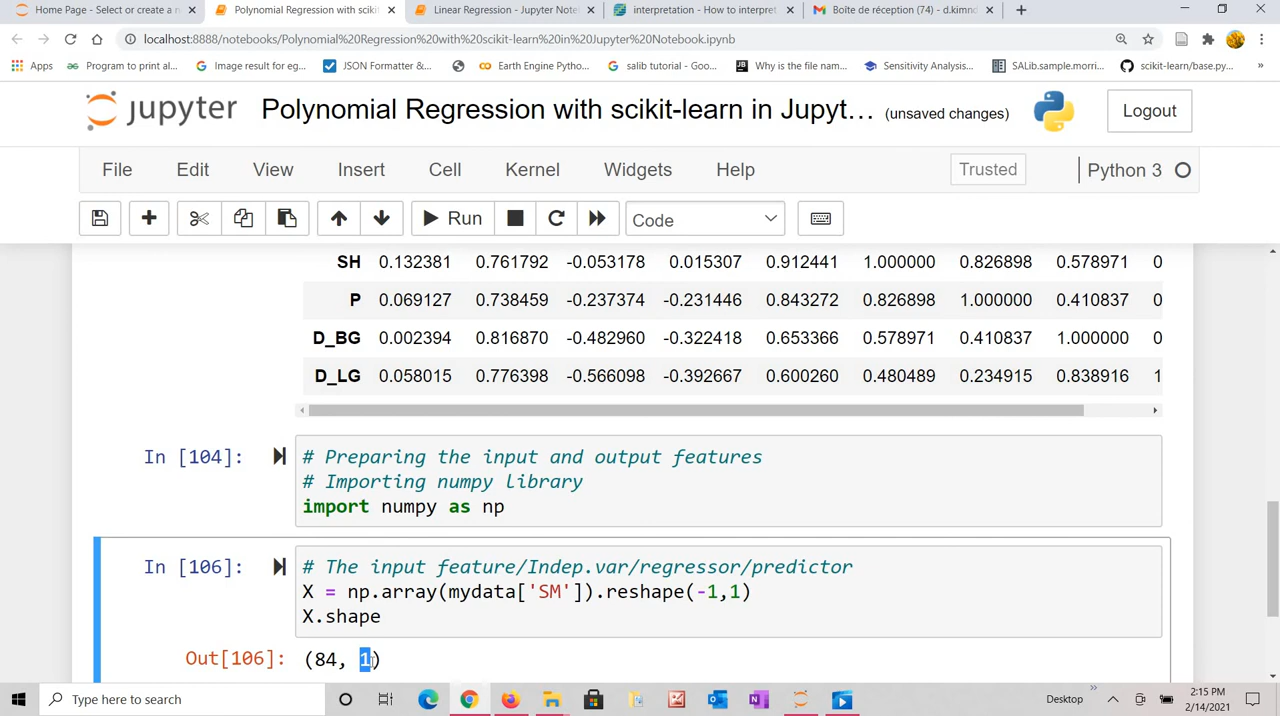 Home Page - Select or create a n
Polynomial Regression with scikit
Linear Regression - Jupyter Note
interpretation - How to interpret
Boîte de réception (74) - d.kimnd
localhost:8888/notebooks/Polynomial%20Regression%20with%20scikit-learn%20in%20Jupyter%20Notebook.ipynb
Apps
Program to print al...
Image result for eg...
JSON Formatter &...
Earth Engine Pytho...
salib tutorial - Goo...
Why is the file nam...
Sensitivity Analysis...
SALib.sample.morri...
scikit-learn/base.py...
jupyter Polynomial Regression with scikit-learn in Jupyt... (unsaved changes) Logout
File Edit View Insert Cell Kernel Widgets Help Trusted Python 3
Run Code
SH 0.132381 0.761792 -0.053178 0.015307 0.912441 1.000000 0.826898 0.578971 0
P 0.069127 0.738459 -0.237374 -0.231446 0.843272 0.826898 1.000000 0.410837 0
D_BG 0.002394 0.816870 -0.482960 -0.322418 0.653366 0.578971 0.410837 1.000000 0
D_LG 0.058015 0.776398 -0.566098 -0.392667 0.600260 0.480489 0.234915 0.838916 1
In [104]: # Preparing the input and output features
# Importing numpy library
import numpy as np
In [106]: # The input feature/Indep.var/regressor/predictor
X = np.array(mydata['SM']).reshape(-1,1)
X.shape
Out[106]: (84, 1)
Type here to search
Desktop
2:15 PM
2/14/2021